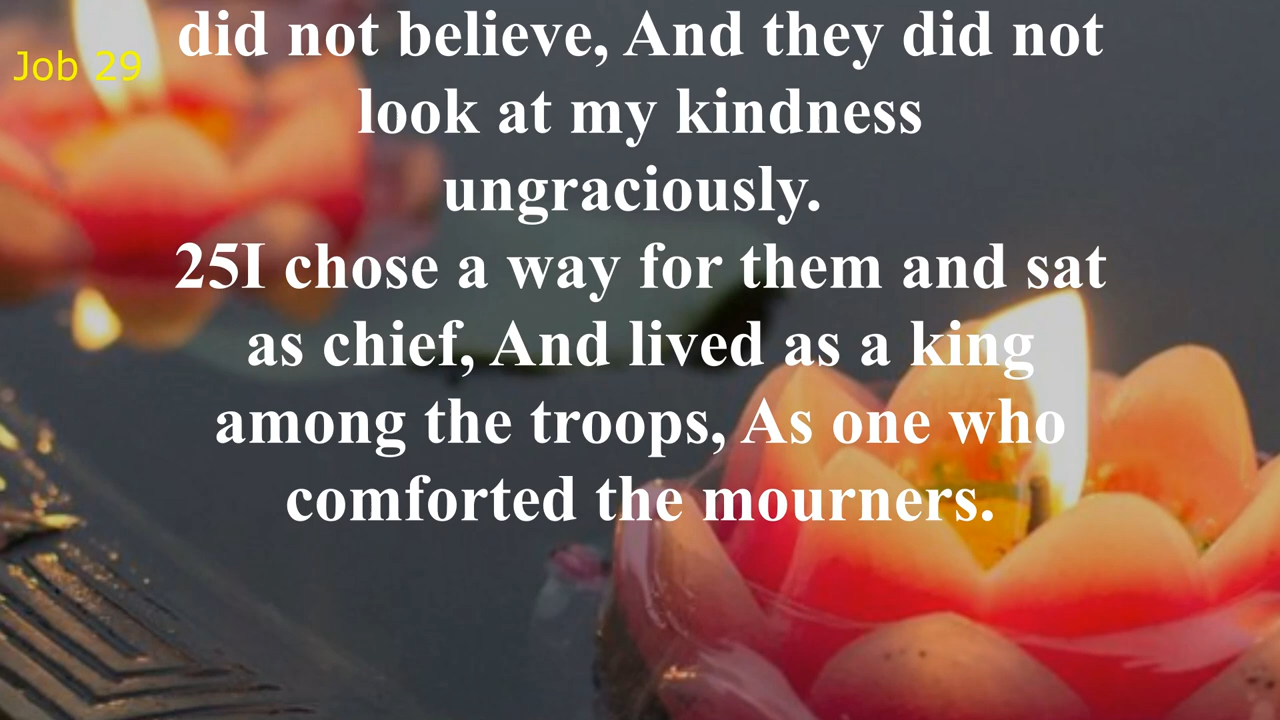 Job 29
did not believe, And they did not
look at my kindness
ungraciously.
25I chose a way for them and sat
as chief, And lived as a king
among the troops, As one who
comforted the mourners.